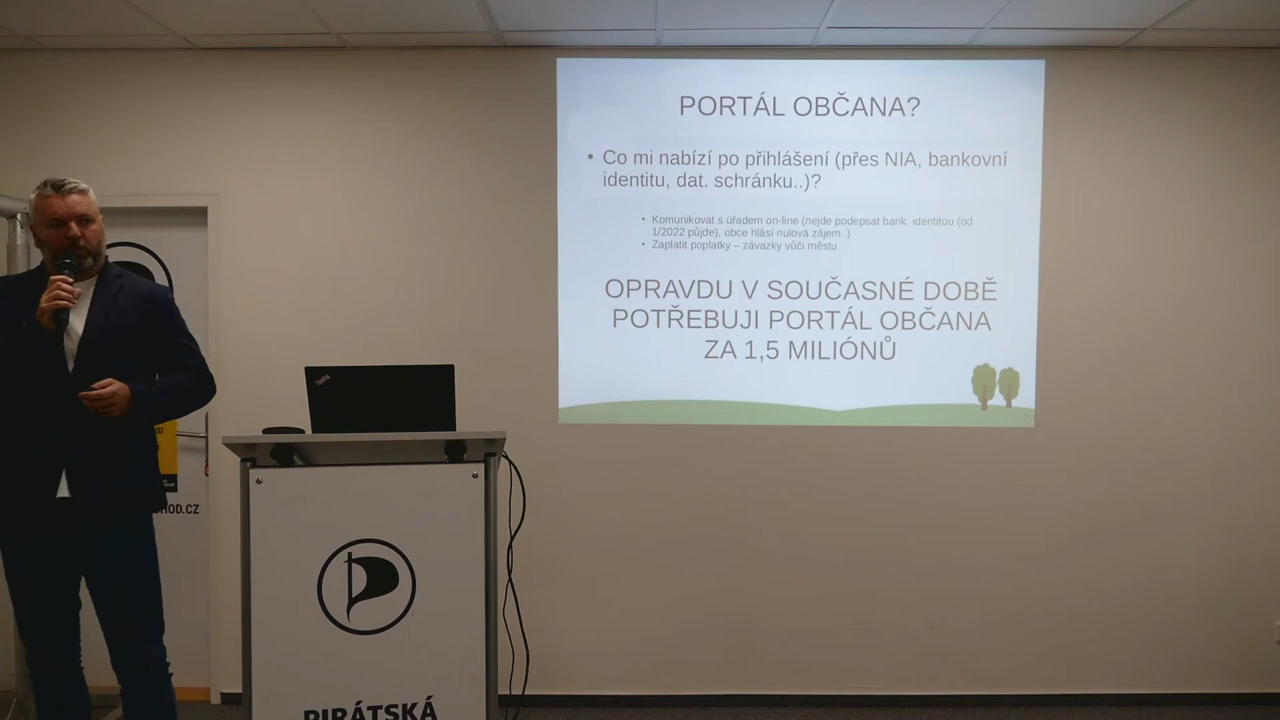 PORTÁL OBČANA?
• Co mi nabízí po přihlášení (přes NIA, bankovní
identitu, dat. schránku..)?
• Komunikovat s úřadem on-line (nejde podepsat bank. identitou (od
1/2022 půjde), obce hlásí nulová zájem..)
• Zaplatit poplatky – závazky vůči městu
OPRAVDU V SOUČASNÉ DOBĚ
POTŘEBUJI PORTÁL OBČANA
ZA 1,5 MILIÓNŮ
ThinkPad
HOD.CZ
PIRÁTSKÁ